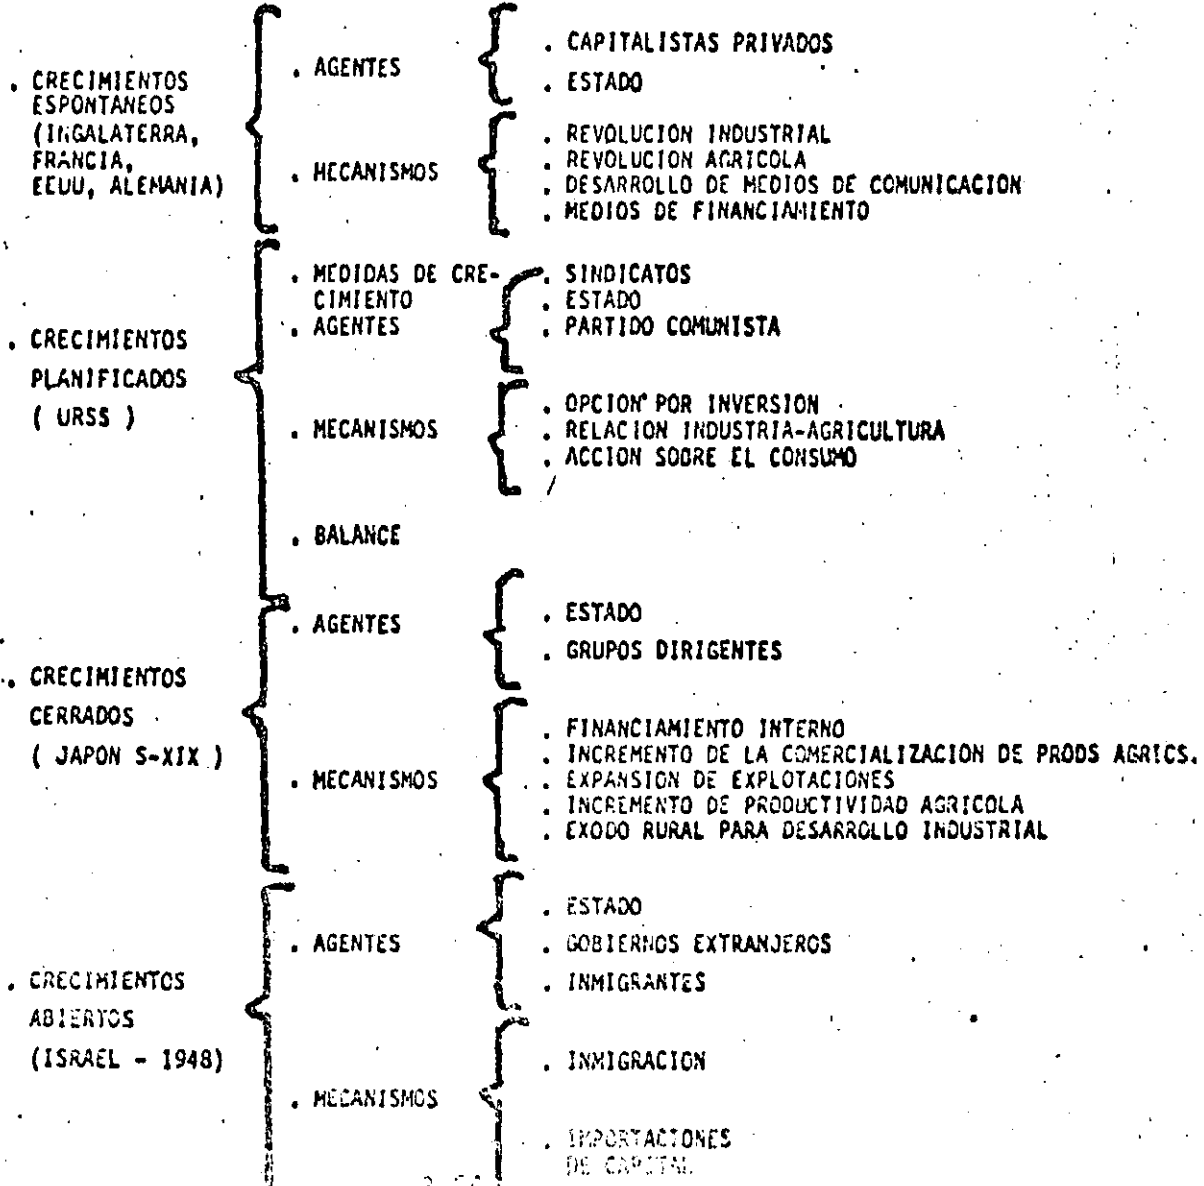 . CRECIMIENTOS
ESPONTANEOS
(INGALATERRA,
FRANCIA,
EEUU, ALEMANIA)
. AGENTES
. CAPITALISTAS PRIVADOS
. ESTADO
. MECANISMOS
. REVOLUCION INDUSTRIAL
. REVOLUCION AGRICOLA
. DESARROLLO DE MEDIOS DE COMUNICACION
. MEDIOS DE FINANCIAMIENTO
. CRECIMIENTOS
PLANIFICADOS
( URSS )
. MEDIDAS DE CRE-
CIMIENTO
. AGENTES
. SINDICATOS
. ESTADO
. PARTIDO COMUNISTA
. MECANISMOS
. OPCION POR INVERSION
. RELACION INDUSTRIA-AGRICULTURA
. ACCION SOBRE EL CONSUMO
. BALANCE
. CRECIMIENTOS
CERRADOS
( JAPON S-XIX )
. AGENTES
. ESTADO
. GRUPOS DIRIGENTES
. MECANISMOS
. FINANCIAMIENTO INTERNO
. INCREMENTO DE LA COMERCIALIZACION DE PRODS AGRICS.
. EXPANSION DE EXPLOTACIONES
. INCREMENTO DE PRODUCTIVIDAD AGRICOLA
. EXODO RURAL PARA DESARROLLO INDUSTRIAL
. CRECIMIENTOS
ABIERTOS
(ISRAEL - 1948)
. AGENTES
. ESTADO
. GOBIERNOS EXTRANJEROS
. INMIGRANTES
. MECANISMOS
. INMIGRACION
. IMPORTACIONES
DE CAPITAL